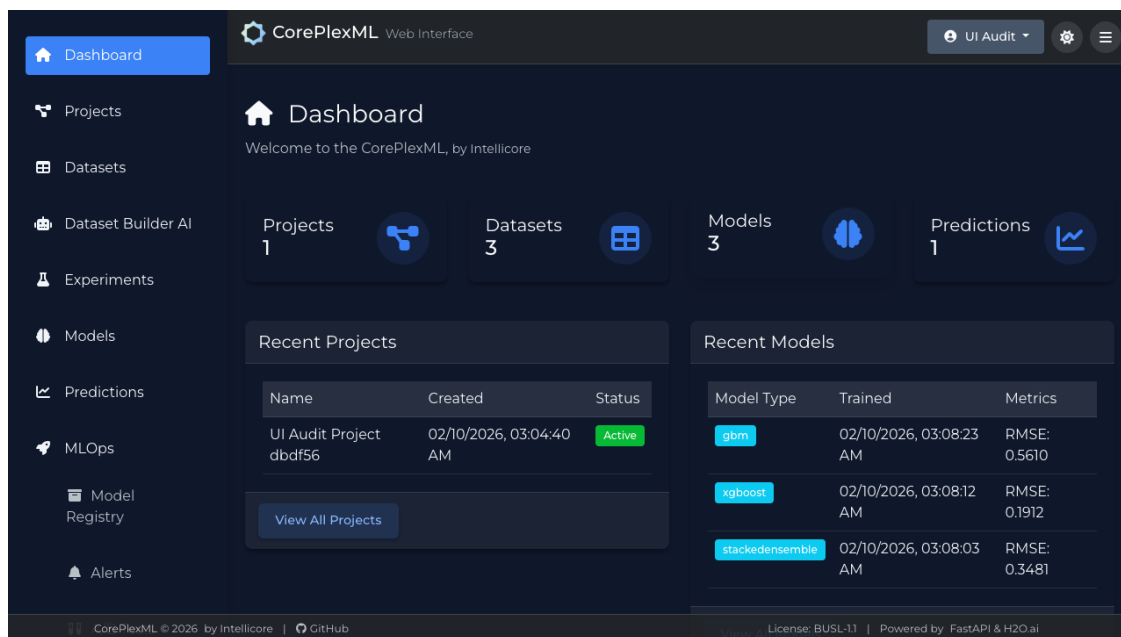 CorePlexML Web Interface
UI Audit
Dashboard
Projects
Datasets
Dataset Builder AI
Experiments
Models
Predictions
MLOps
Model
Registry
Alerts
Dashboard
Welcome to the CorePlexML, by Intellicore
Projects
1
Datasets
3
Models
3
Predictions
1
Recent Projects
Name Created Status
UI Audit Project 02/10/2026, 03:04:40 Active
dbdf56 AM
View All Projects
Recent Models
Model Type Trained Metrics
gbm 02/10/2026, 03:08:23 RMSE:
AM 0.5610
xgboost 02/10/2026, 03:08:12 RMSE:
AM 0.1912
stackedensemble 02/10/2026, 03:08:03 RMSE:
AM 0.3481
CorePlexML © 2026 by Intellicore | GitHub
License: BUSL-1.1 | Powered by FastAPI & H2O.ai